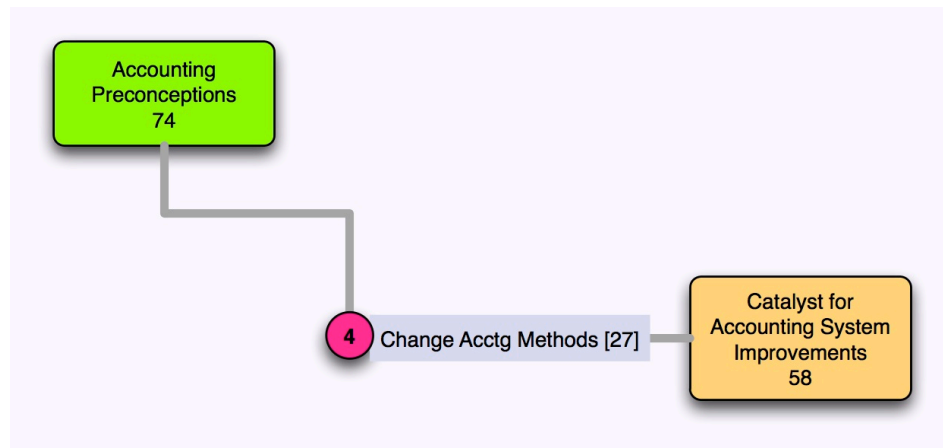 Accounting
Preconceptions
74
4
Change Acctg Methods [27]
Catalyst for
Accounting System
Improvements
58